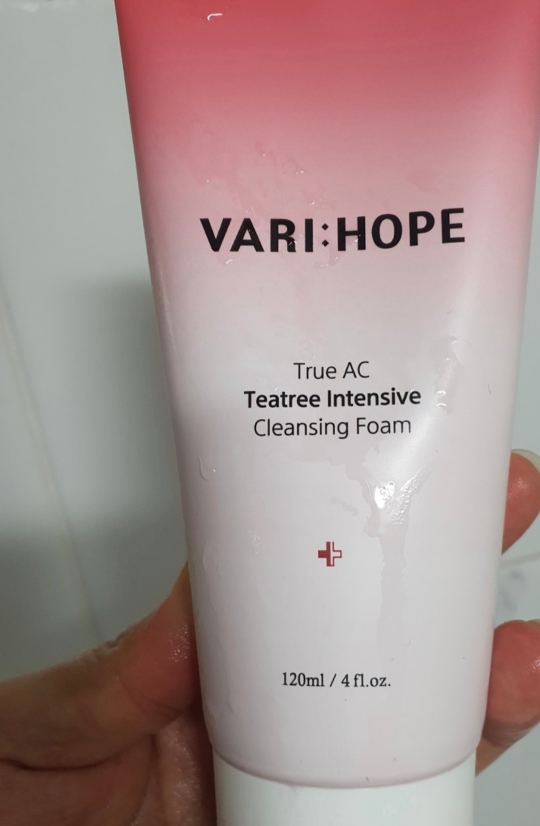 VARI:HOPE
True AC
Teatree Intensive
Cleansing Foam
120ml / 4 fl.oz.